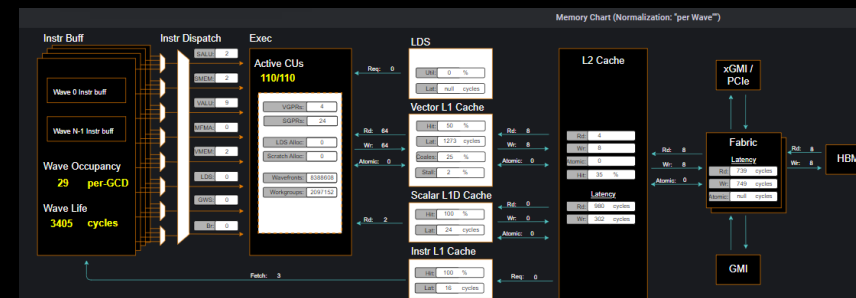 Memory Chart (Normalization: "per Wave"")
Instr Buff
Wave 0 Instr buff
Wave N-1 Instr buff
Wave Occupancy
29 per-GCD
Wave Life
3405 cycles
Instr Dispatch
SALU: 2
SMEM: 2
VALU: 9
MFMA: 0
VMEM: 2
LDS: 0
GWS: 0
Br: 0
Exec
Active CUs
110/110
VGPRs: 4
SGPRs: 24
LDS Alloc: 0
Scratch Alloc: 0
Wavefronts: 8388608
Workgroups: 2097152
Req: 0
Rd: 64
Wr: 64
Atomic: 0
Rd: 2
Fetch: 3
LDS
Util: 0 %
Lat: null cycles
Vector L1 Cache
Hit: 50 %
Lat: 1273 cycles
Coales: 25 %
Stall: 2 %
Scalar L1D Cache
Hit: 100 %
Lat: 24 cycles
Instr L1 Cache
Hit: 100 %
Lat: 16 cycles
Rd: 8
Wr: 8
Atomic: 0
Rd: 0
Wr: 0
Atomic: 0
Req: 0
L2 Cache
Rd: 4
Wr: 8
Atomic: 0
Hit: 35 %
Latency
Rd: 980 cycles
Wr: 302 cycles
Rd: 8
Wr: 8
Atomic: 0
xGMI /
PCIe
Fabric
Latency
Rd: 739 cycles
Wr: 749 cycles
Atomic: null cycles
GMI
Rd: 8
Wr: 8
HBM